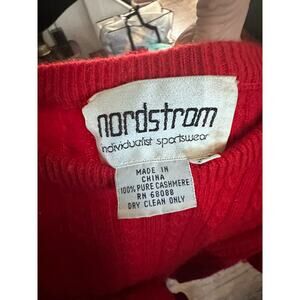 nordstrom
individualist sportswear
MADE IN
CHINA
100% PURE CASHMERE
RN 68088
DRY CLEAN ONLY